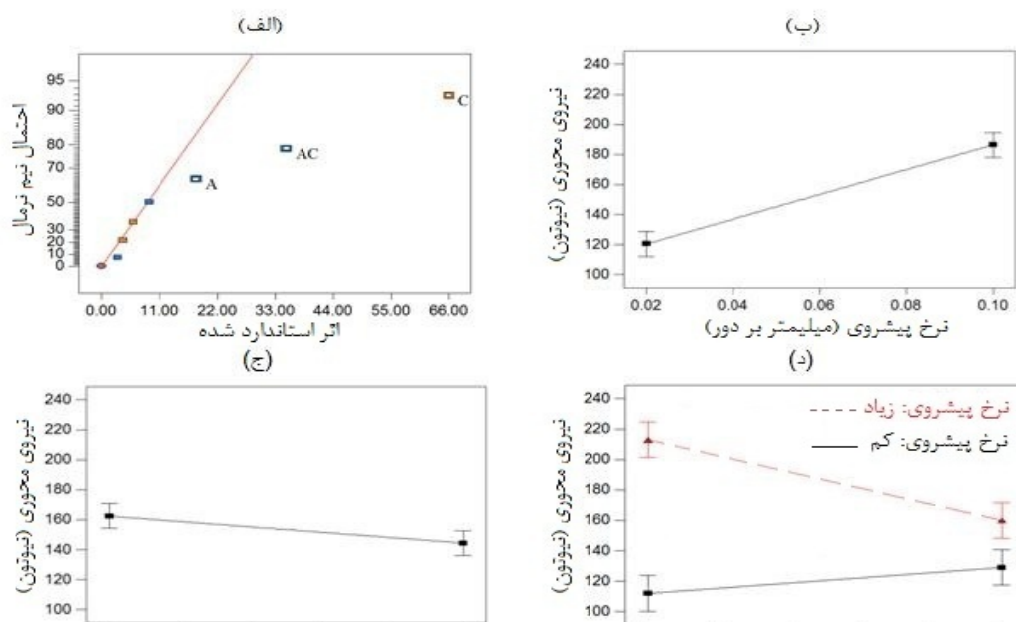 (الف)
احتمال نیم نرمال
95
90
80
70
50
30
20
10
0
C
AC
A
0.00 11.00 22.00 33.00 44.00 55.00 66.00
اثر استاندارد شده
(ب)
نیروی محوری (نیوتون)
240
220
200
180
160
140
120
100
0.02 0.04 0.06 0.08 0.10
نرخ پیشروی (میلیمتر بر دور)
(ج)
نیروی محوری (نیوتون)
240
220
200
180
160
140
120
100
(د)
نیروی محوری (نیوتون)
240
220
200
180
160
140
130
100
نرخ پیشروی: زیاد
نرخ پیشروی: کم